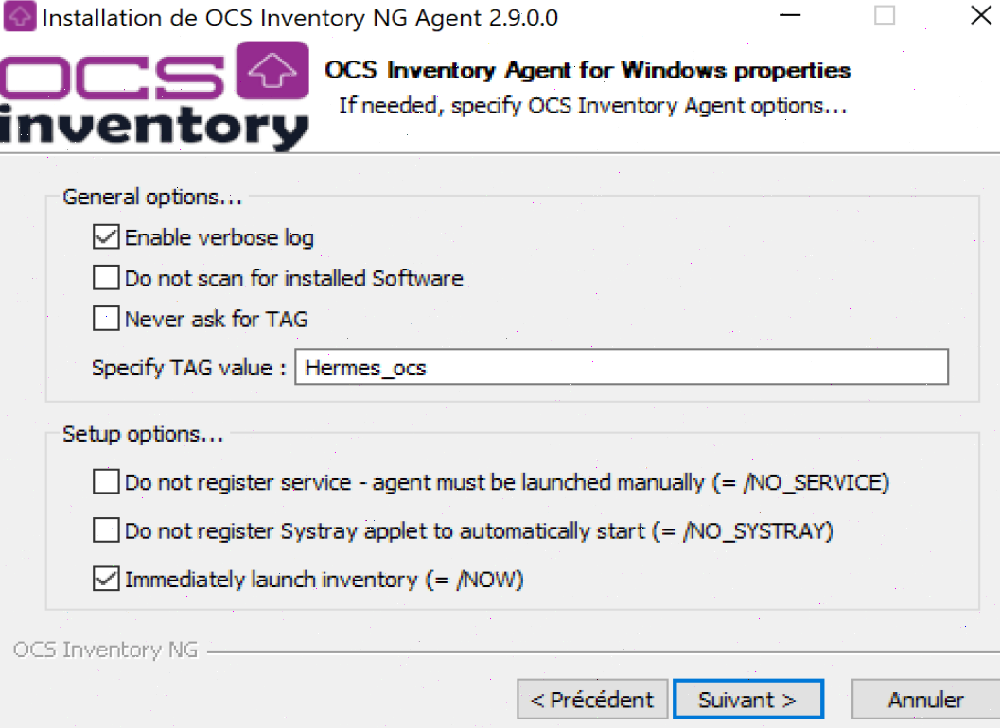 Installation de OCS Inventory NG Agent 2.9.0.0
OCS
inventory
OCS Inventory Agent for Windows properties
If needed, specify OCS Inventory Agent options...
General options...
Enable verbose log
Do not scan for installed Software
Never ask for TAG
Specify TAG value : Hermes_ocs
Setup options...
Do not register service - agent must be launched manually (= /NO_SERVICE)
Do not register Systray applet to automatically start (= /NO_SYSTRAY)
Immediately launch inventory (= /NOW)
OCS Inventory NG
< Précédent Suivant > Annuler